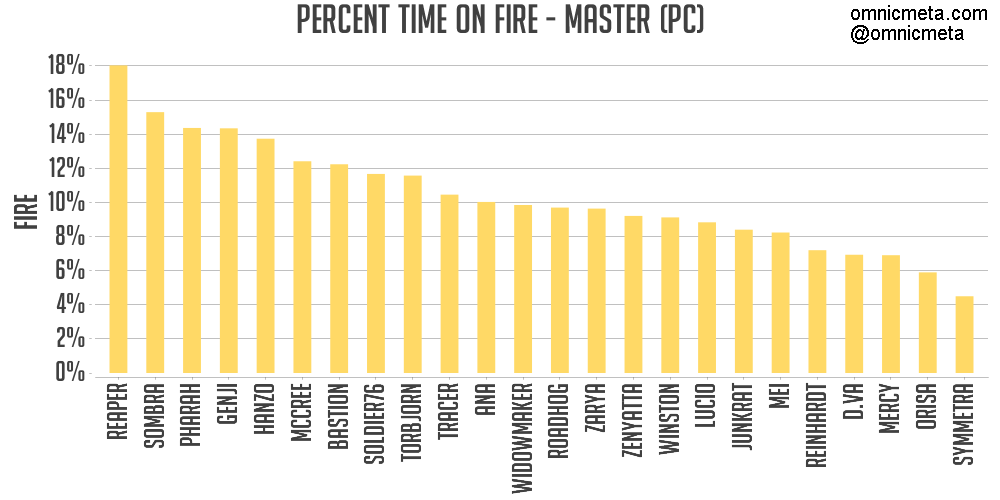 PERCENT TIME ON FIRE - MASTER (PC)
omnicmeta.com
@omnicmeta
FIRE
18%
16%
14%
12%
10%
8%
6%
4%
2%
0%
REAPER
SOMBRA
PHARAH
GENJI
HANZO
MCCREE
BASTION
SOLDIER76
TORBJORN
TRACER
ANA
WIDOWMAKER
ROADHOG
ZARYA
ZENYATTA
WINSTON
LUCIO
JUNKRAT
MEI
REINHARDT
D.VA
MERCY
ORISA
SYMMETRA